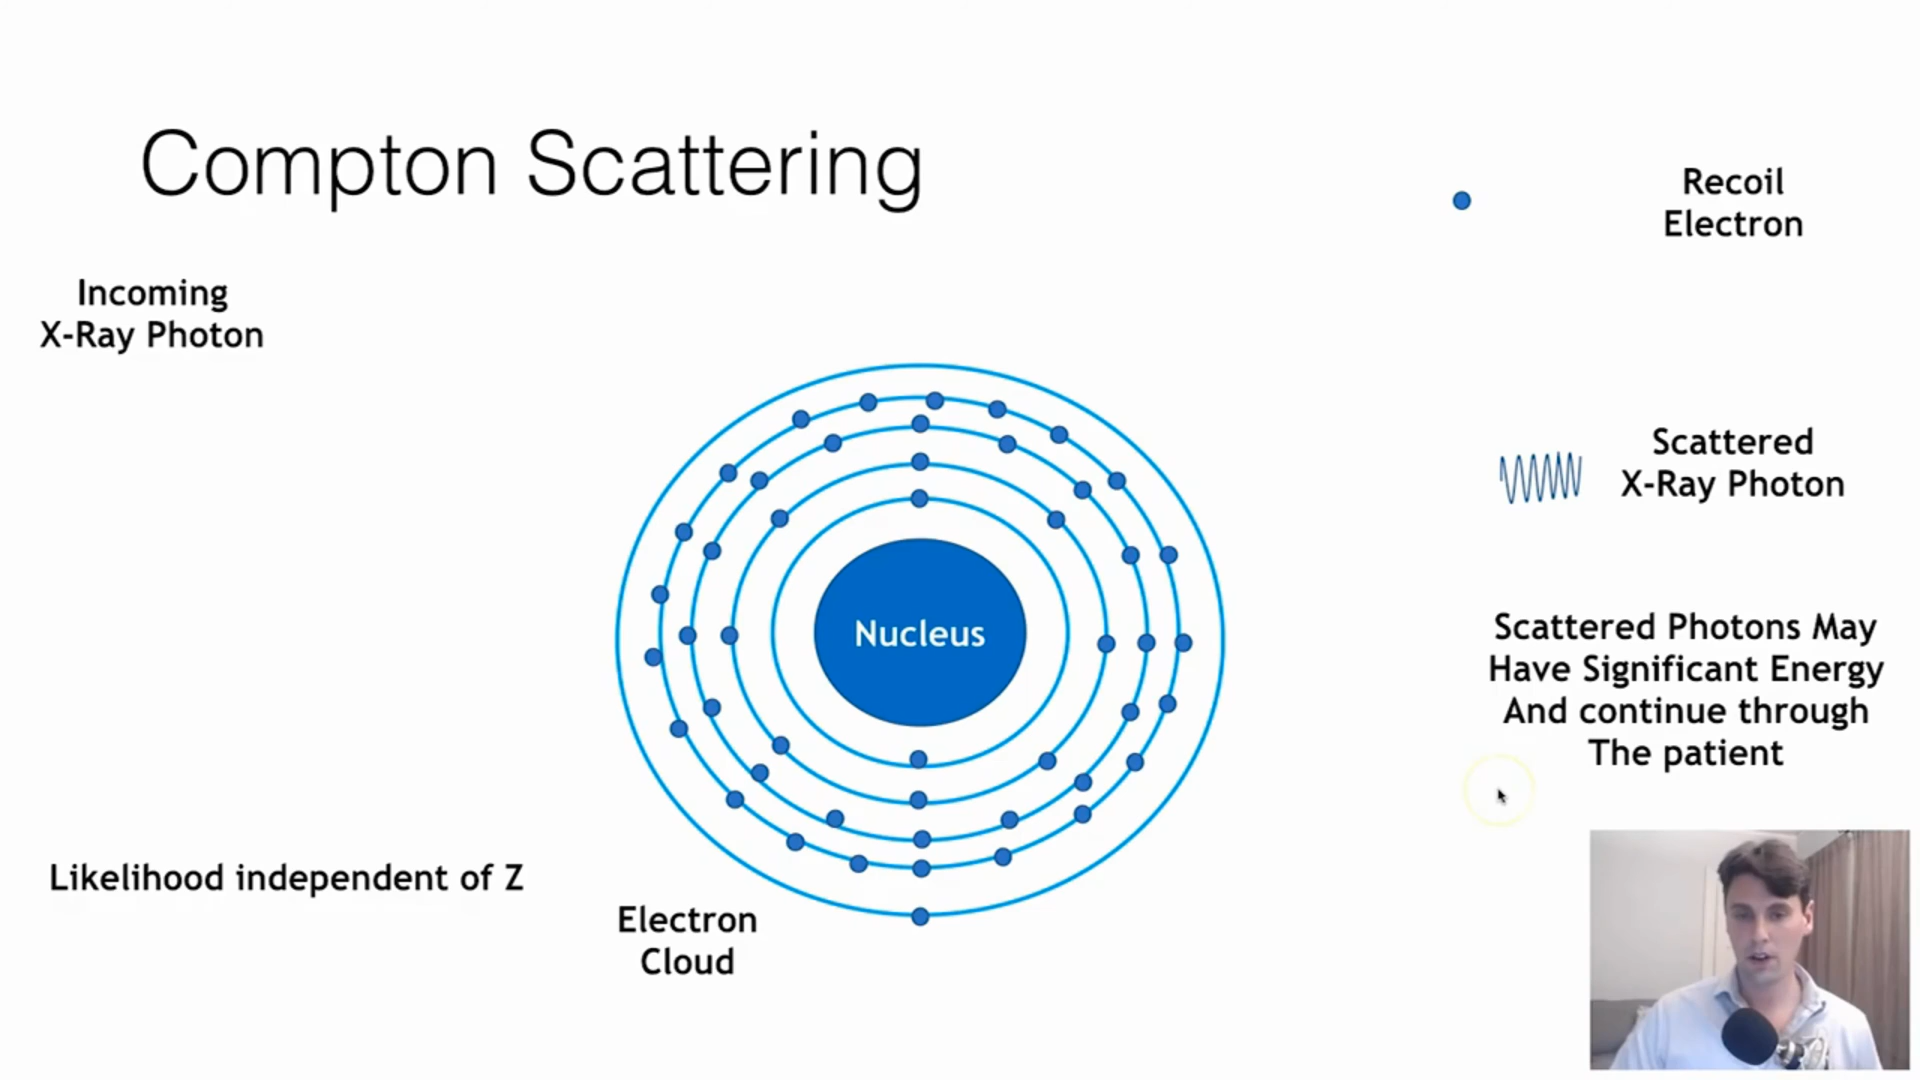 Compton Scattering
Recoil
Electron
Incoming
X-Ray Photon
Scattered
X-Ray Photon
Nucleus
Scattered Photons May
Have Significant Energy
And continue through
The patient
Likelihood independent of Z
Electron
Cloud